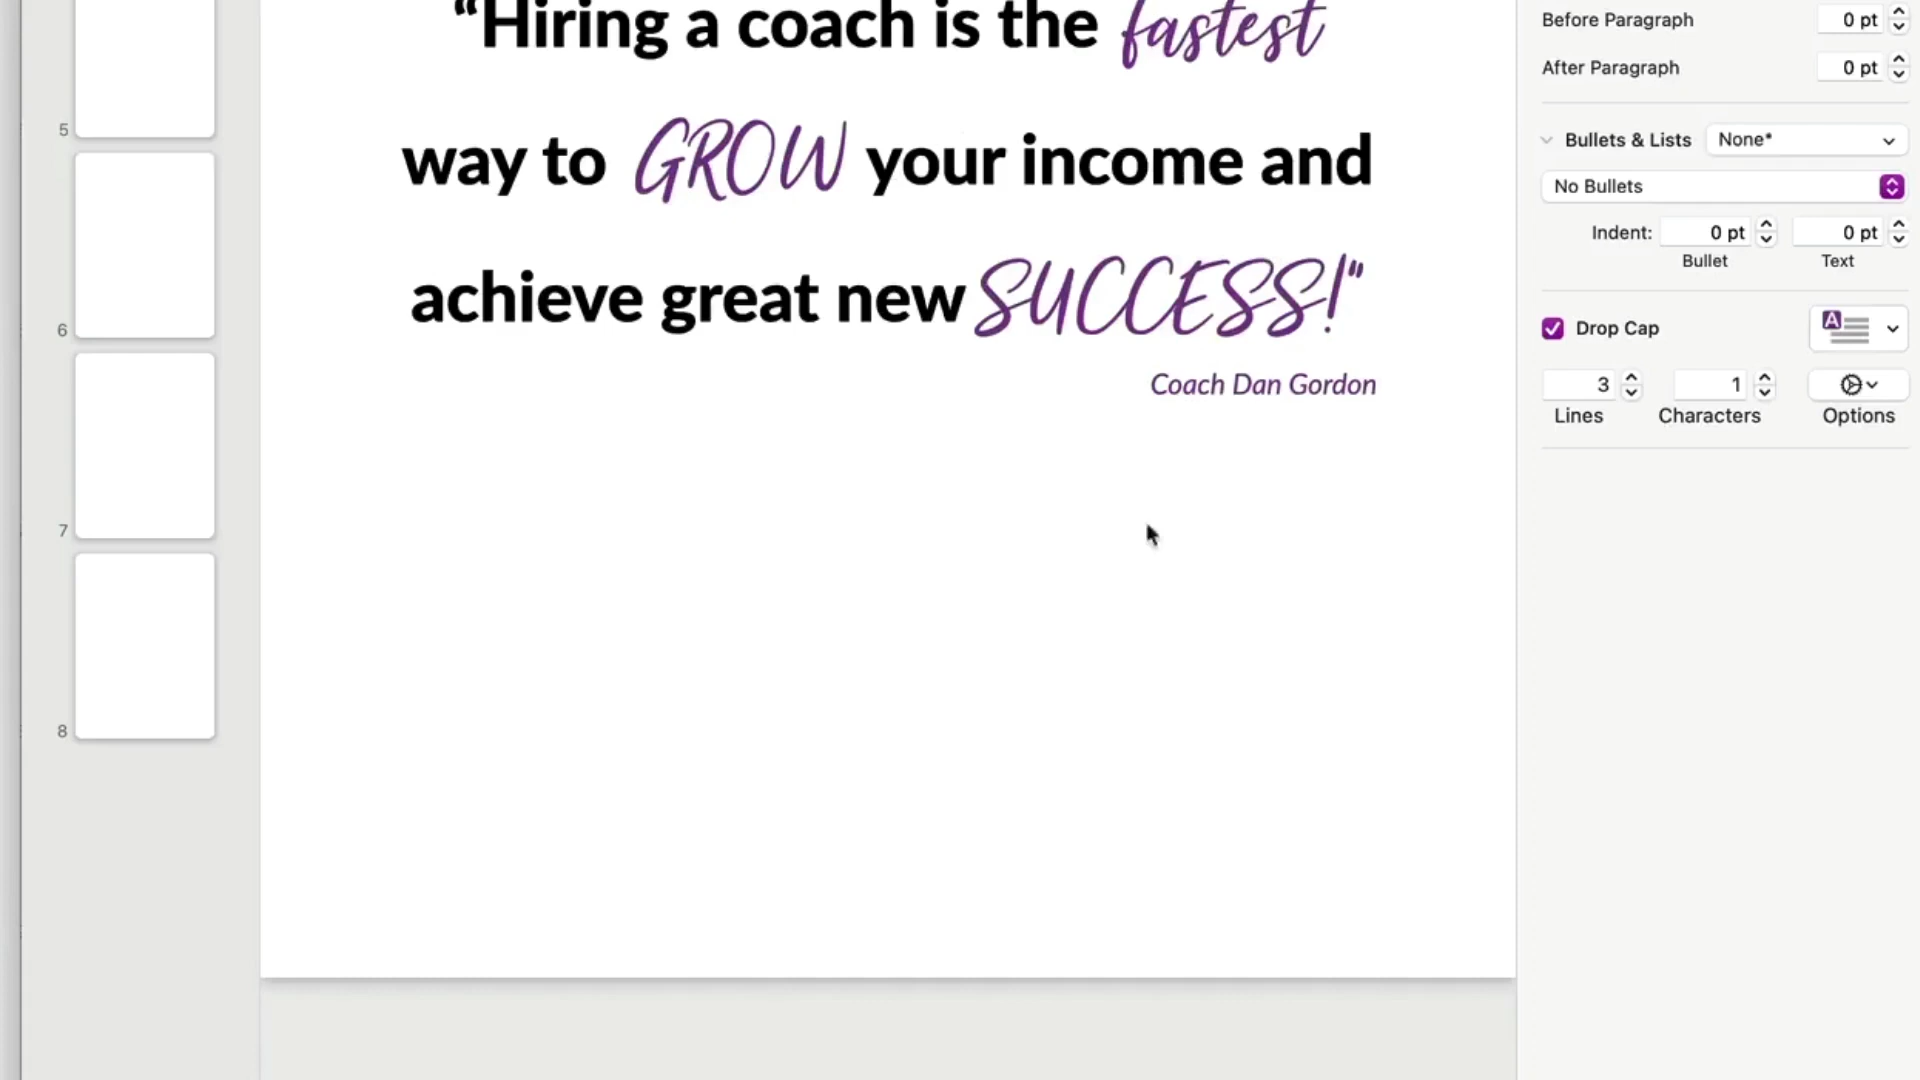 “Hiring a coach is the fastest
way to GROW your income and
achieve great new SUCCESS!"
Coach Dan Gordon
5
6
7
8
Before Paragraph 0 pt
After Paragraph 0 pt
Bullets & Lists None*
No Bullets
Indent: 0 pt 0 pt
Bullet Text
Drop Cap A
3 1
Lines Characters Options